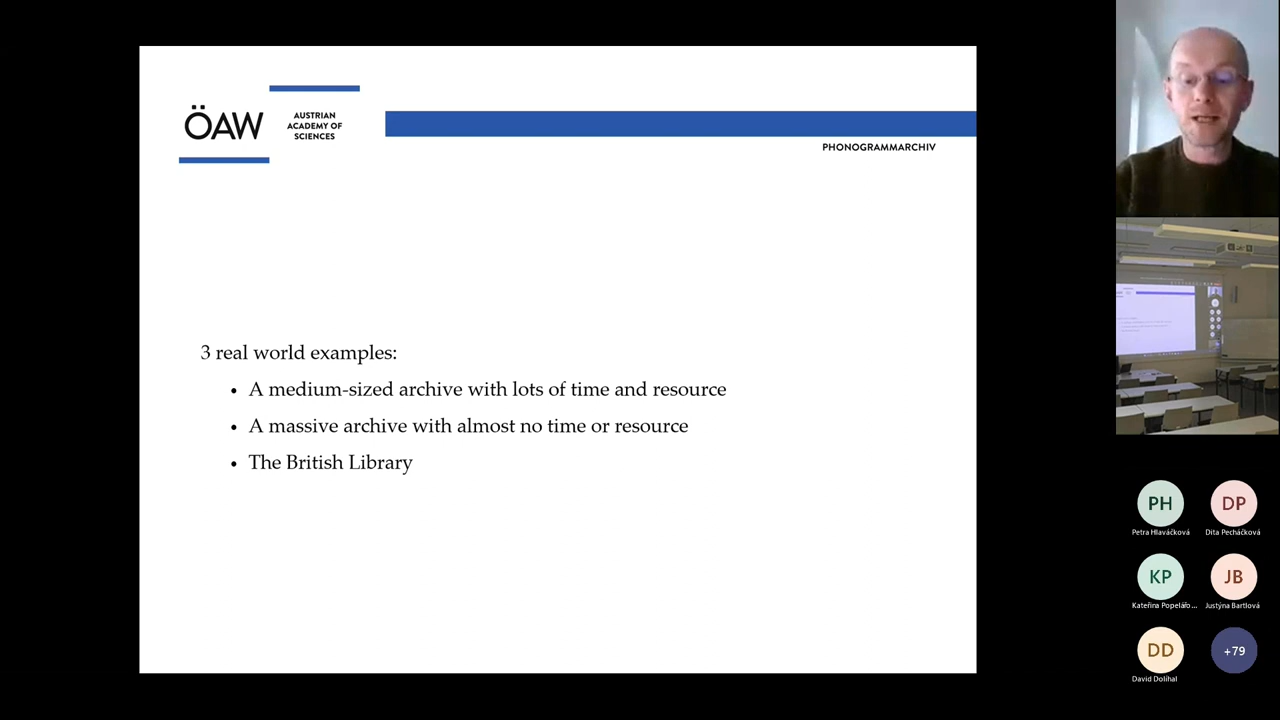 ÖAW
AUSTRIAN
ACADEMY OF
SCIENCES
PHONOGRAMMARCHIV
3 real world examples:
• A medium-sized archive with lots of time and resource
• A massive archive with almost no time or resource
• The British Library
PH
Petra Hlaváčková
DP
Dita Pecháčková
KP
Kateřina Popelářo...
JB
Justýna Bartlová
DD
David Dolíhal
+79